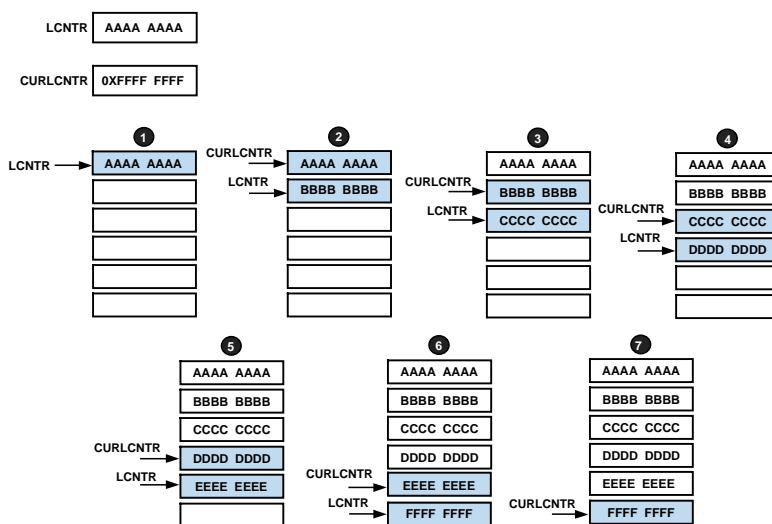 LCNTR AAAA AAAA
CURLCNTR 0XFFFF FFFF
1 2 3 4
LCNTR AAAA AAAA
CURLCNTR AAAA AAAA
LCNTR BBBB BBBB
AAAA AAAA
CURLCNTR BBBB BBBB
LCNTR CCCC CCCC
AAAA AAAA
BBBB BBBB
CURLCNTR CCCC CCCC
LCNTR DDDD DDDD
5 6 7
AAAA AAAA
BBBB BBBB
CCCC CCCC
CURLCNTR DDDD DDDD
LCNTR EEEE EEEE
AAAA AAAA
BBBB BBBB
CCCC CCCC
DDDD DDDD
CURLCNTR EEEE EEEE
LCNTR FFFF FFFF
AAAA AAAA
BBBB BBBB
CCCC CCCC
DDDD DDDD
EEEE EEEE
CURLCNTR FFFF FFFF